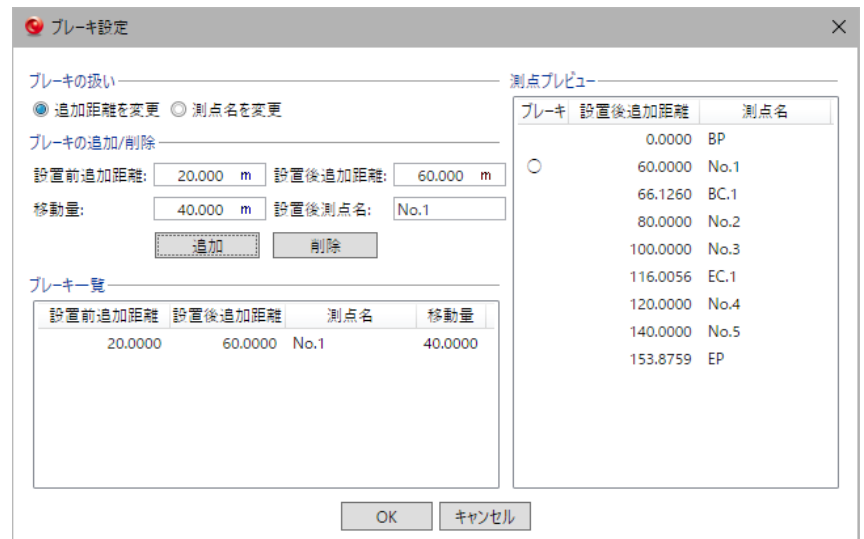 ブレーキ設定
ブレーキの扱い
追加距離を変更 測点名を変更
ブレーキの追加/削除
設置前追加距離: 20.000 m 設置後追加距離: 60.000 m
移動量: 40.000 m 設置後測点名: No.1
追加 削除
ブレーキ一覧
設置前追加距離 設置後追加距離 測点名 移動量
20.0000 60.0000 No.1 40.0000
測点プレビュー
ブレーキ 設置後追加距離 測点名
0.0000 BP
○ 60.0000 No.1
66.1260 BC.1
80.0000 No.2
100.0000 No.3
116.0056 EC.1
120.0000 No.4
140.0000 No.5
153.8759 EP
OK キャンセル